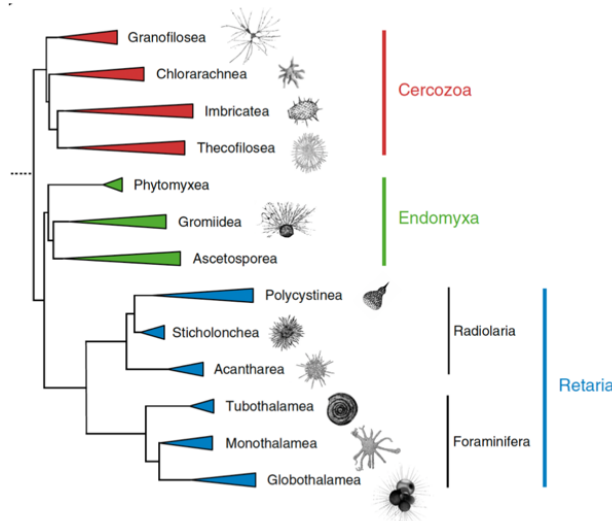 Granofilosea
Chlorarachnea
Cercozoa
Imbricatea
Thecofilosea
Phytomyxea
Gromiidea
Endomyxa
Ascetosporea
Polycystinea
Sticholonchea
Radiolaria
Acantharea
Retaria
Tubothalamea
Monothalamea
Foraminifera
Globothalamea